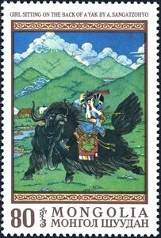 GIRL SITTING ON THE BACK OF A YAK BY A. SANGATZOHYO
80
MONGOLIA
МОНГОЛ ШУУДАН